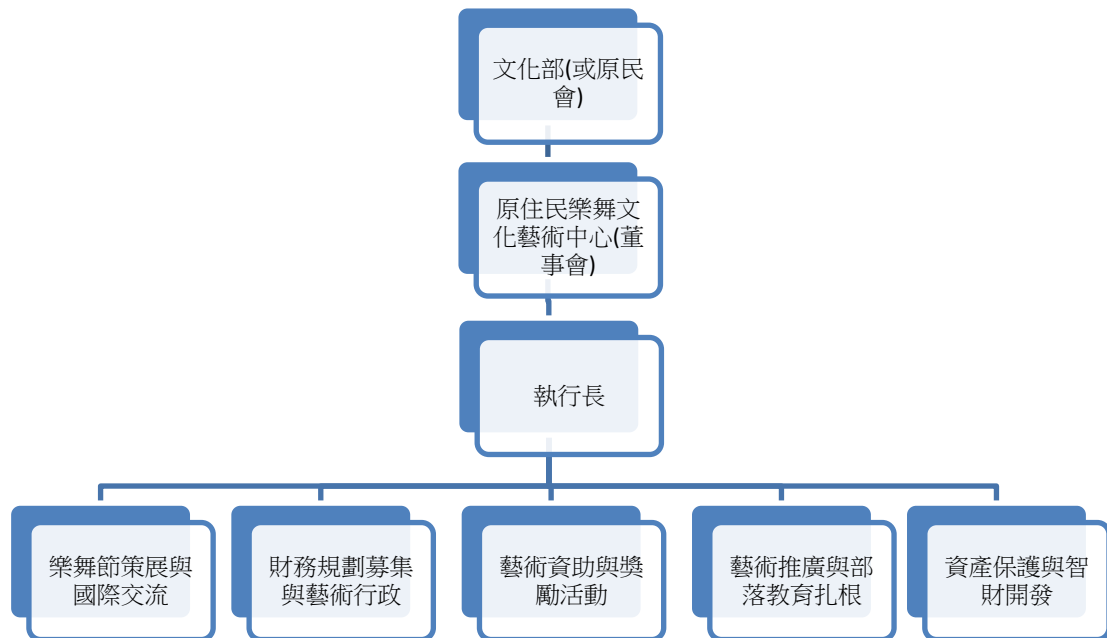 文化部(或原民
會)
原住民樂舞文
化藝術中心(董
事會)
執行長
樂舞節策展與
國際交流
財務規劃募集
與藝術行政
藝術資助與獎
勵活動
藝術推廣與部
落教育扎根
資產保護與智
財開發